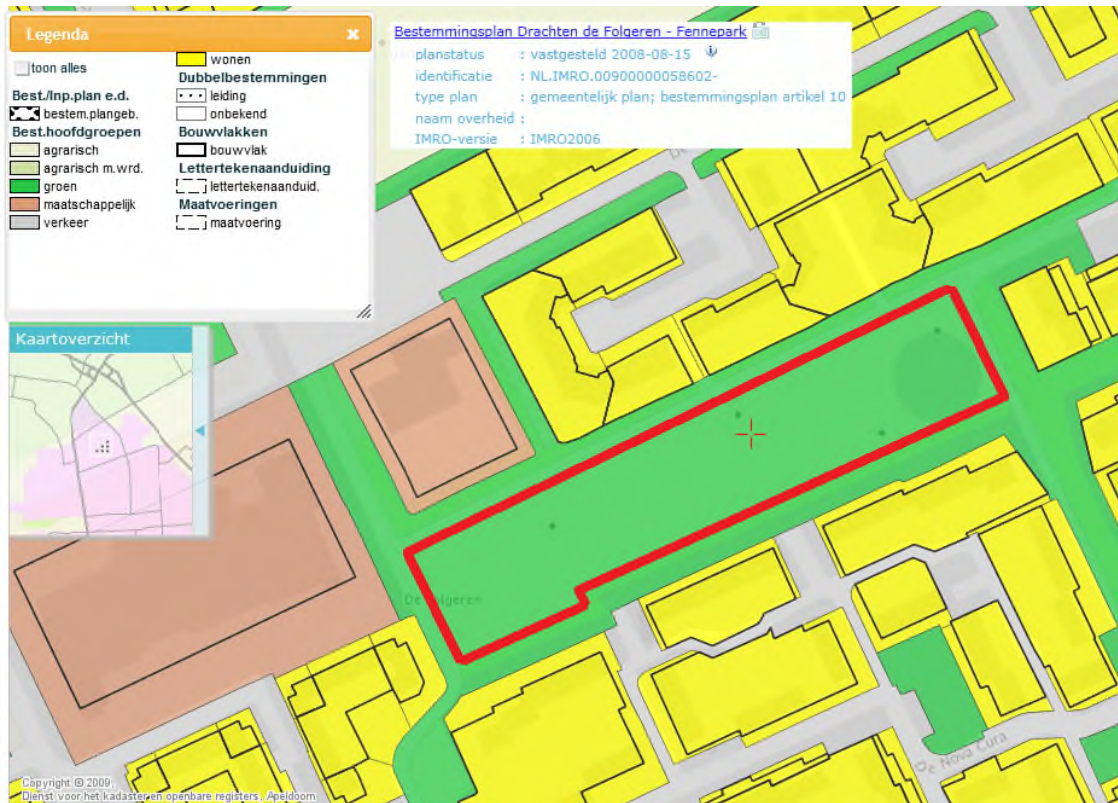 Legenda
toon alles
Best./Inp.plan e.d.
bestem.plangeb.
Best.hoofdgroepen
agrarisch
agrarisch m.wrd.
groen
maatschappelijk
verkeer
wonen
Dubbelbestemmingen
leiding
onbekend
Bouwvlakken
bouwvlak
Lettertekenaanduiding
lettertekenaanduid.
Maatvoeringen
maatvoering
Bestemmingsplan Drachten de Folgeren - Fennepark
planstatus : vastgesteld 2008-08-15
identificatie : NL.IMRO.00900000058602-
type plan : gemeentelijk plan; bestemmingsplan artikel 10
naam overheid :
IMRO-versie : IMRO2006
Kaartoverzicht
De Folgeren
De Nova Cura
Copyright © 2009,
Dienst voor het kadaster en openbare registers, Apeldoorn